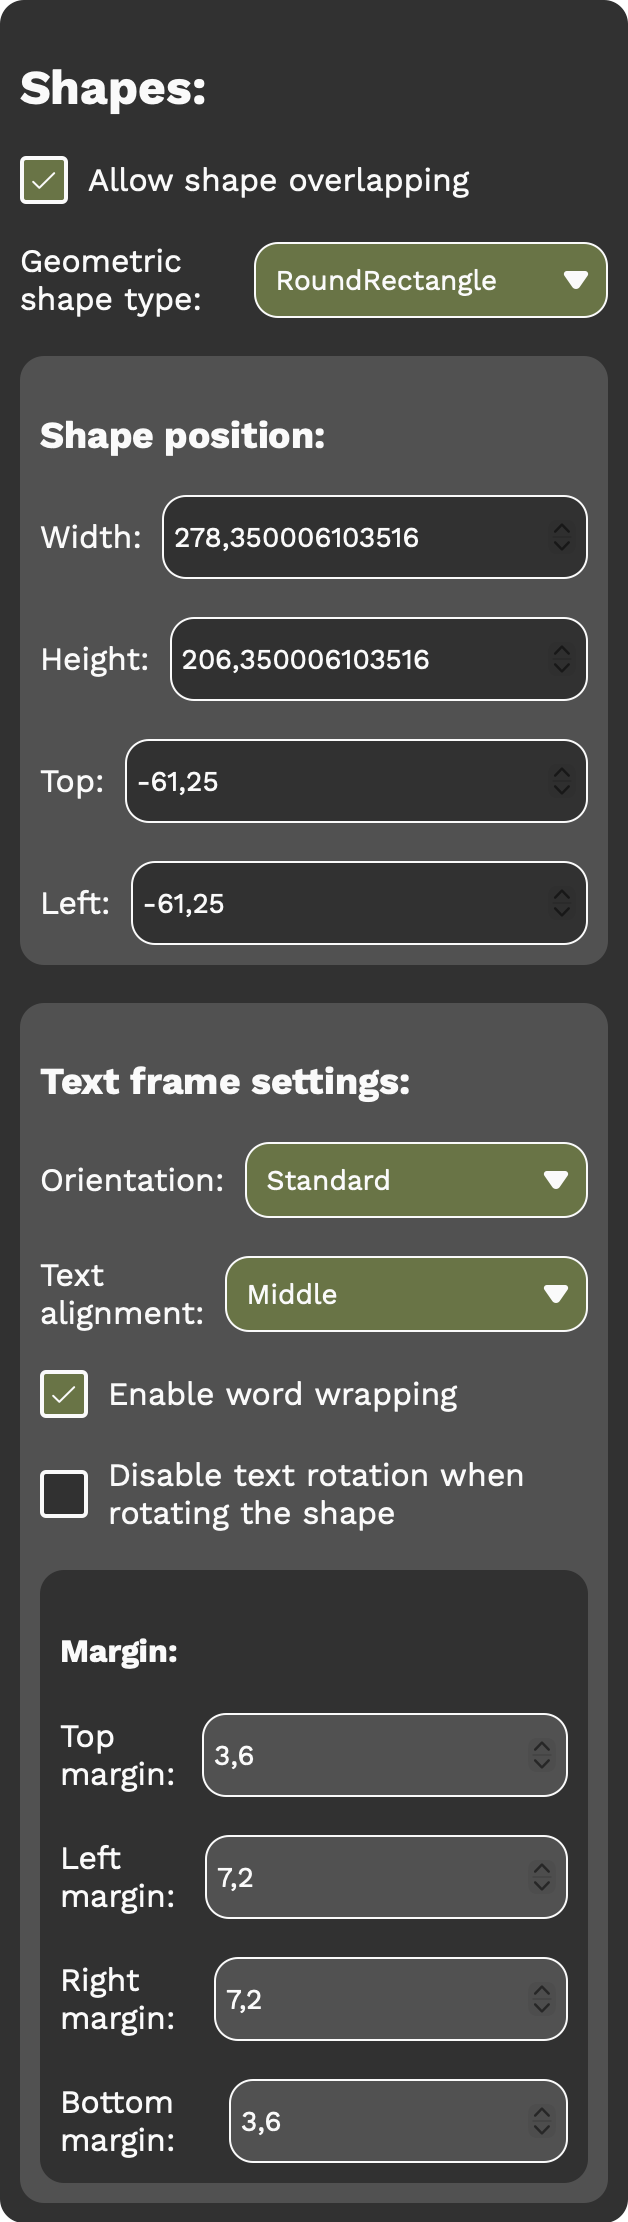 Shapes:
Allow shape overlapping
Geometric
shape type:
RoundRectangle
Shape position:
Width:
278,350006103516
Height:
206,350006103516
Top:
-61,25
Left:
-61,25
Text frame settings:
Orientation:
Standard
Text
alignment:
Middle
Enable word wrapping
Disable text rotation when
rotating the shape
Margin:
Top
margin:
3,6
Left
margin:
7,2
Right
margin:
7,2
Bottom
margin:
3,6